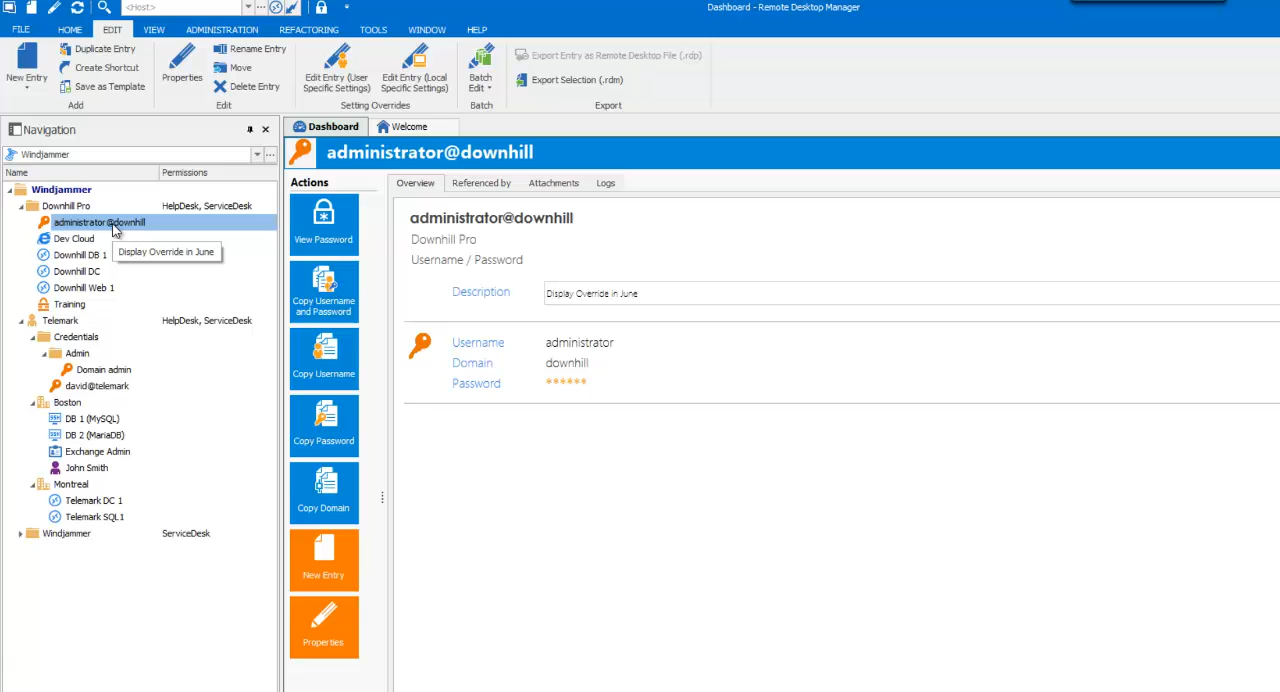 <Host>
Dashboard - Remote Desktop Manager
FILE HOME EDIT VIEW ADMINISTRATION REFACTORING TOOLS WINDOW HELP
New Entry
Duplicate Entry
Create Shortcut
Save as Template
Add
Properties
Rename Entry
Move
Delete Entry
Edit
Edit Entry (User
Specific Settings)
Edit Entry (Local
Specific Settings)
Setting Overrides
Batch
Edit
Batch
Export Entry as Remote Desktop File (.rdp)
Export Selection (.rdm)
Export
Navigation
Windjammer
Name Permissions
Windjammer
Downhill Pro HelpDesk, ServiceDesk
administrator@downhill
Dev Cloud
Display Override in June
Downhill DB 1
Downhill DC
Downhill Web 1
Training
Telemark HelpDesk, ServiceDesk
Credentials
Admin
Domain admin
david@telemark
Boston
DB 1 (MySQL)
DB 2 (MariaDB)
Exchange Admin
John Smith
Montreal
Telemark DC 1
Telemark SQL1
Windjammer ServiceDesk
Dashboard Welcome
administrator@downhill
Actions
View Password
Copy Username
and Password
Copy Username
Copy Password
Copy Domain
New Entry
Properties
Overview Referenced by Attachments Logs
administrator@downhill
Downhill Pro
Username / Password
Description Display Override in June
Username administrator
Domain downhill
Password ******